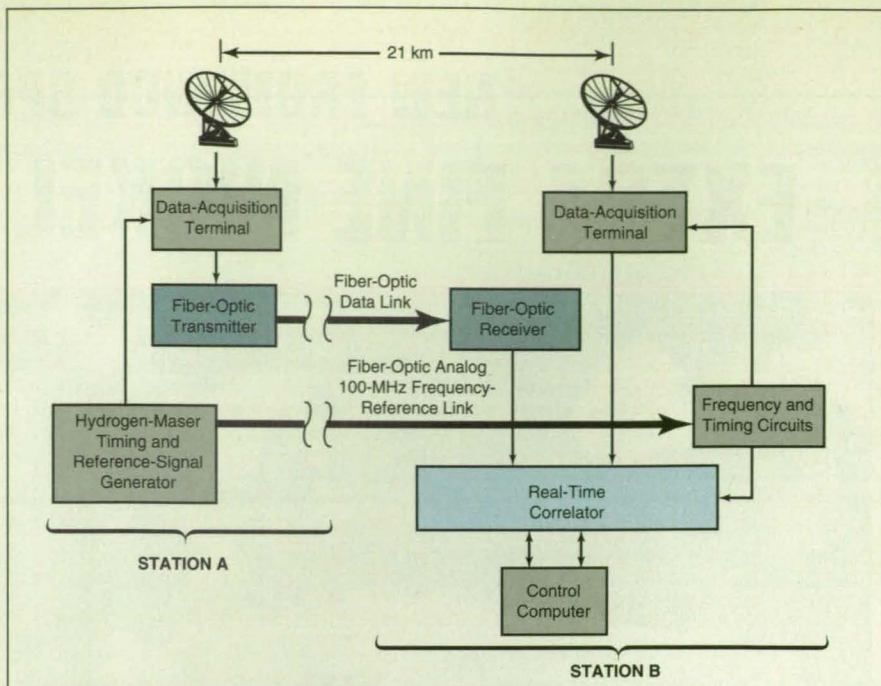 21 km
Data-Acquisition
Terminal
Data-Acquisition
Terminal
Fiber-Optic
Transmitter
Fiber-Optic
Data Link
Fiber-Optic
Receiver
Fiber-Optic Analog
100-MHz Frequency-
Reference Link
Hydrogen-Maser
Timing and
Reference-Signal
Generator
Frequency and
Timing Circuits
Real-Time
Correlator
STATION A
Control
Computer
STATION B